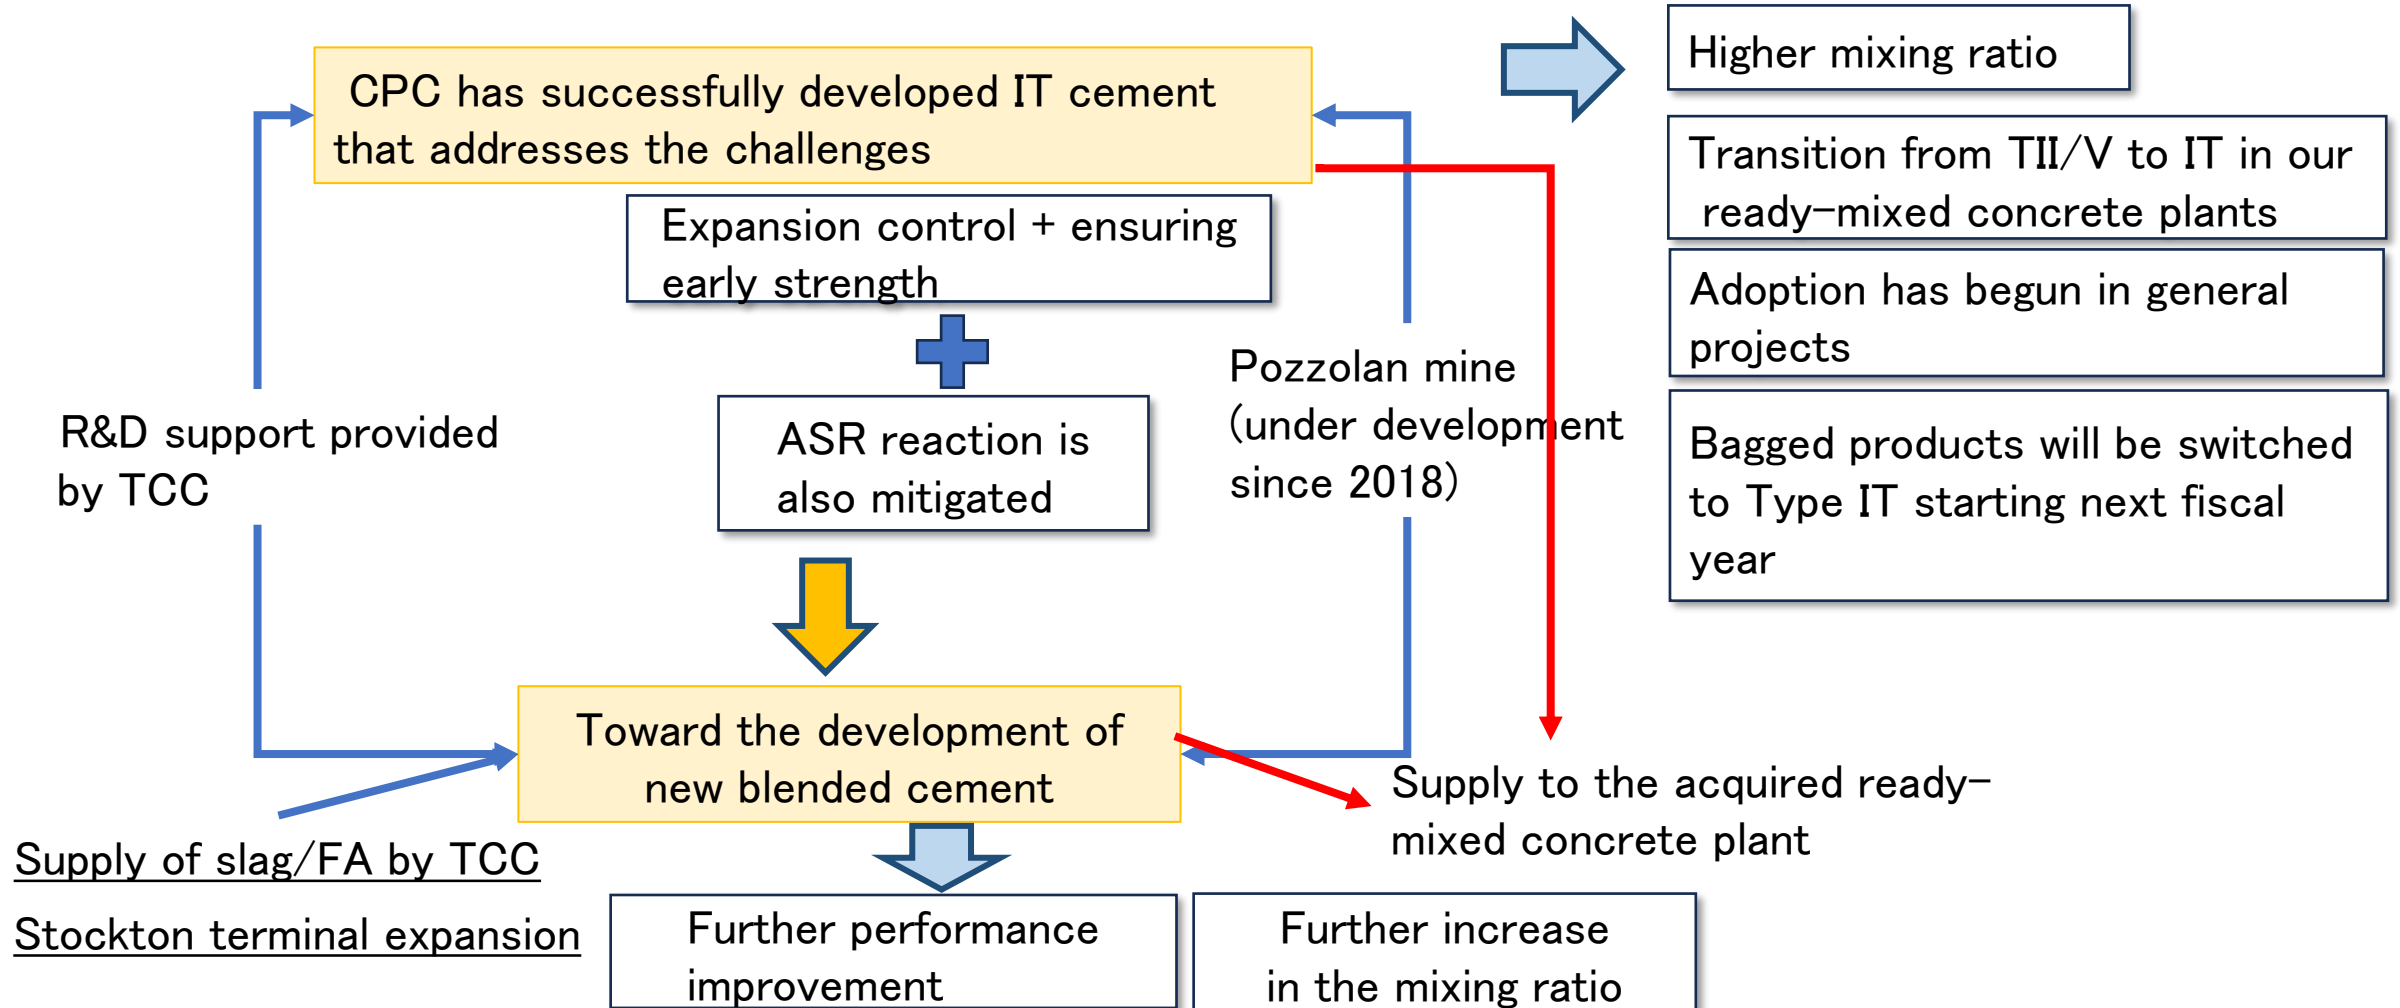 CPC has successfully developed IT cement
that addresses the challenges
Expansion control + ensuring
early strength
ASR reaction is
also mitigated
R&D support provided
by TCC
Pozzolan mine
(under development
since 2018)
Higher mixing ratio
Transition from TII/V to IT in our
ready-mixed concrete plants
Adoption has begun in general
projects
Bagged products will be switched
to Type IT starting next fiscal
year
Toward the development of
new blended cement
Supply to the acquired ready-
mixed concrete plant
Supply of slag/FA by TCC
Stockton terminal expansion
Further performance
improvement
Further increase
in the mixing ratio